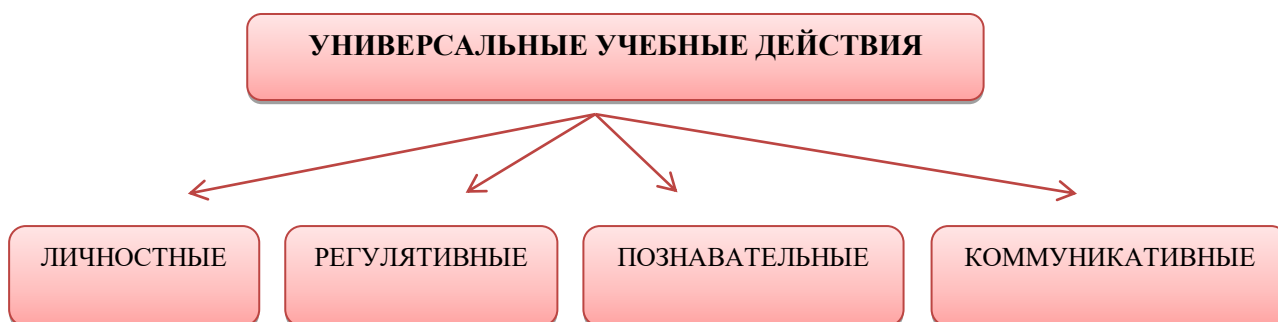 УНИВЕРСАЛЬНЫЕ УЧЕБНЫЕ ДЕЙСТВИЯ
ЛИЧНОСТНЫЕ
РЕГУЛЯТИВНЫЕ
ПОЗНАВАТЕЛЬНЫЕ
КОММУНИКАТИВНЫЕ